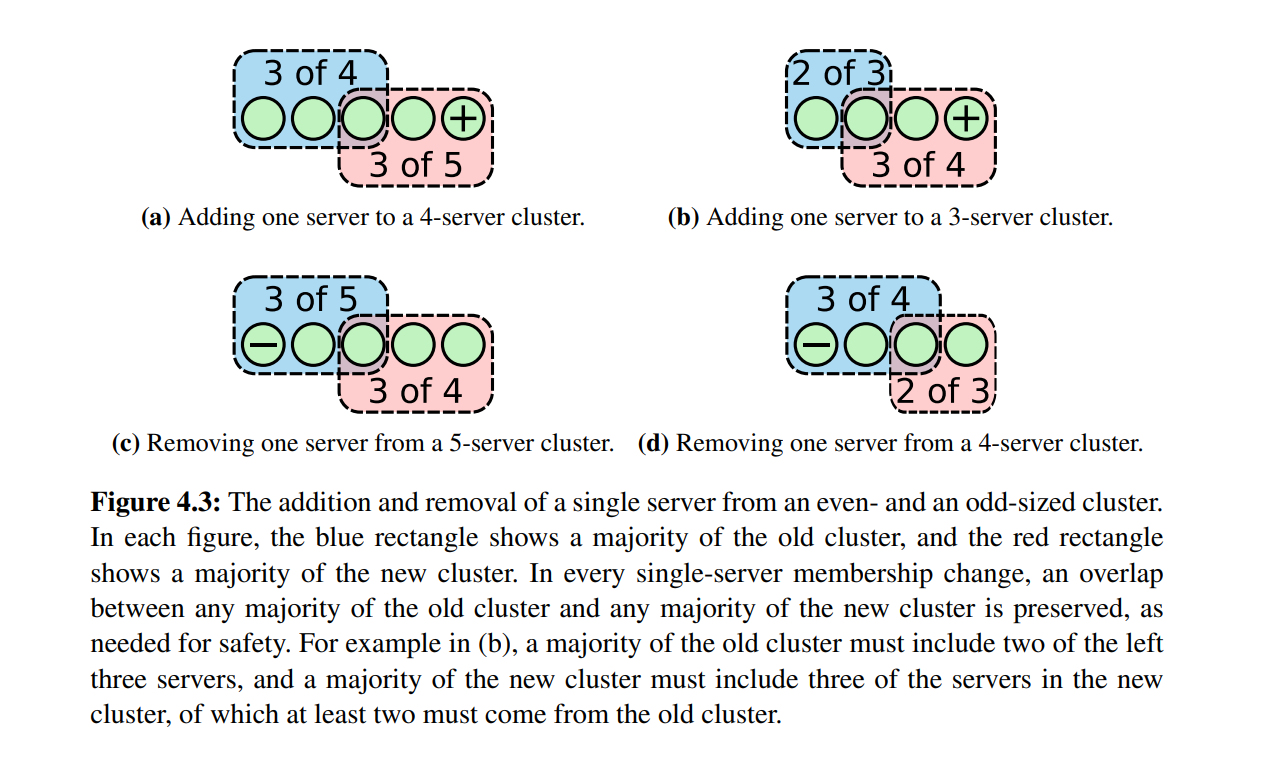 3 of 4
3 of 5
(a) Adding one server to a 4-server cluster.
2 of 3
3 of 4
(b) Adding one server to a 3-server cluster.
3 of 5
3 of 4
(c) Removing one server from a 5-server cluster.
3 of 4
2 of 3
(d) Removing one server from a 4-server cluster.
Figure 4.3: The addition and removal of a single server from an even- and an odd-sized cluster.
In each figure, the blue rectangle shows a majority of the old cluster, and the red rectangle
shows a majority of the new cluster. In every single-server membership change, an overlap
between any majority of the old cluster and any majority of the new cluster is preserved, as
needed for safety. For example in (b), a majority of the old cluster must include two of the left
three servers, and a majority of the new cluster must include three of the servers in the new
cluster, of which at least two must come from the old cluster.